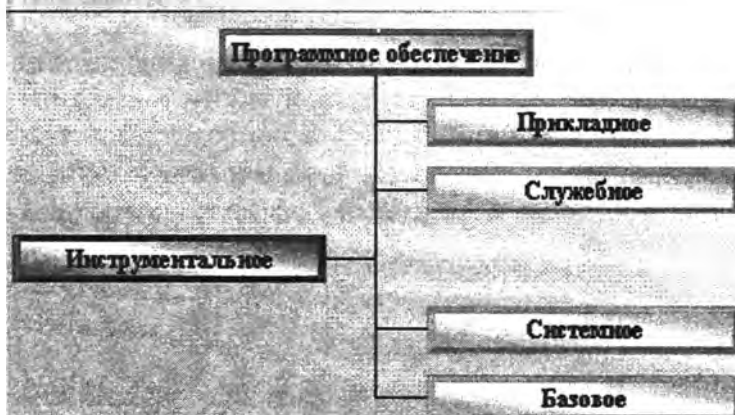 Программное обеспечение
Прикладное
Служебное
Инструментальное
Системное
Базовое